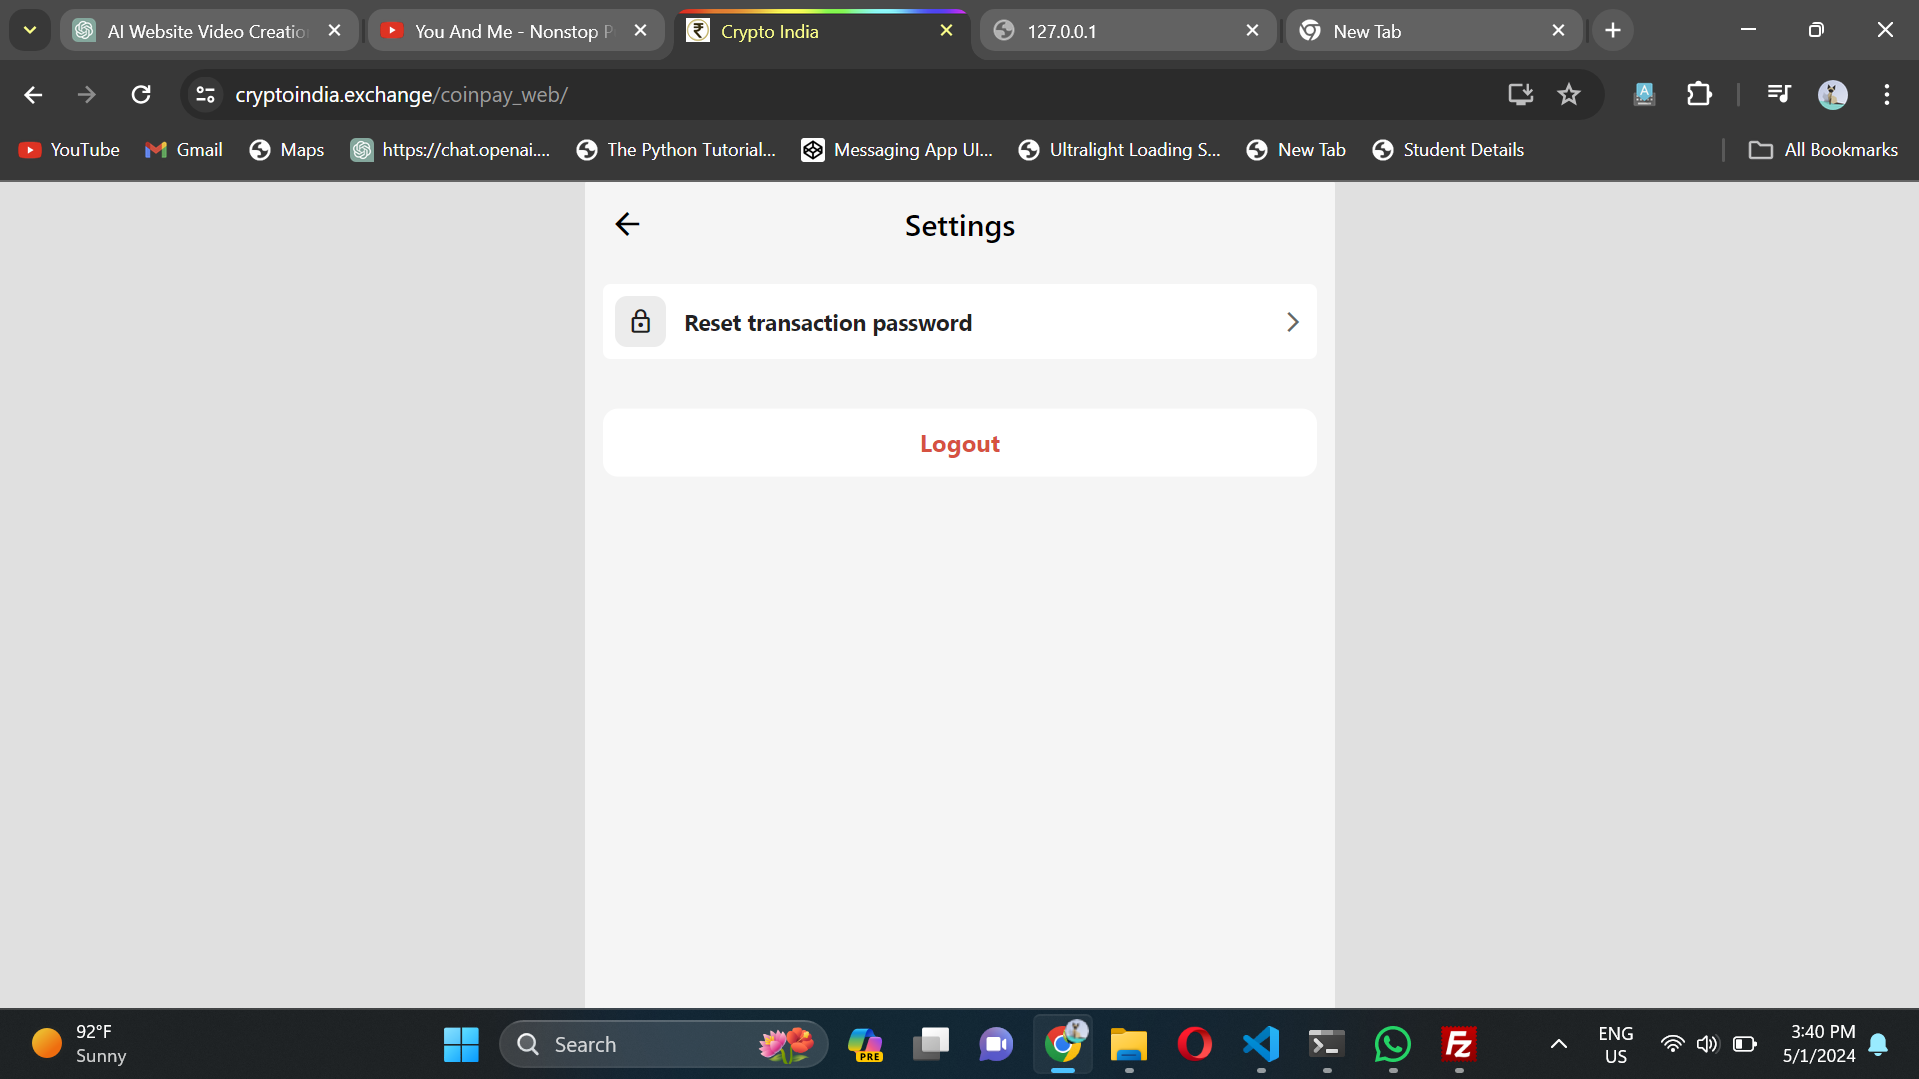 AI Website Video Creatio
You And Me - Nonstop P
Crypto India
127.0.0.1
New Tab
cryptoindia.exchange/coinpay_web/
YouTube
Gmail
Maps
https://chat.openai....
The Python Tutorial...
Messaging App UI...
Ultralight Loading S...
New Tab
Student Details
All Bookmarks
Settings
Reset transaction password
Logout
92°F
Sunny
Search
PRE
ENG
US
3:40 PM
5/1/2024